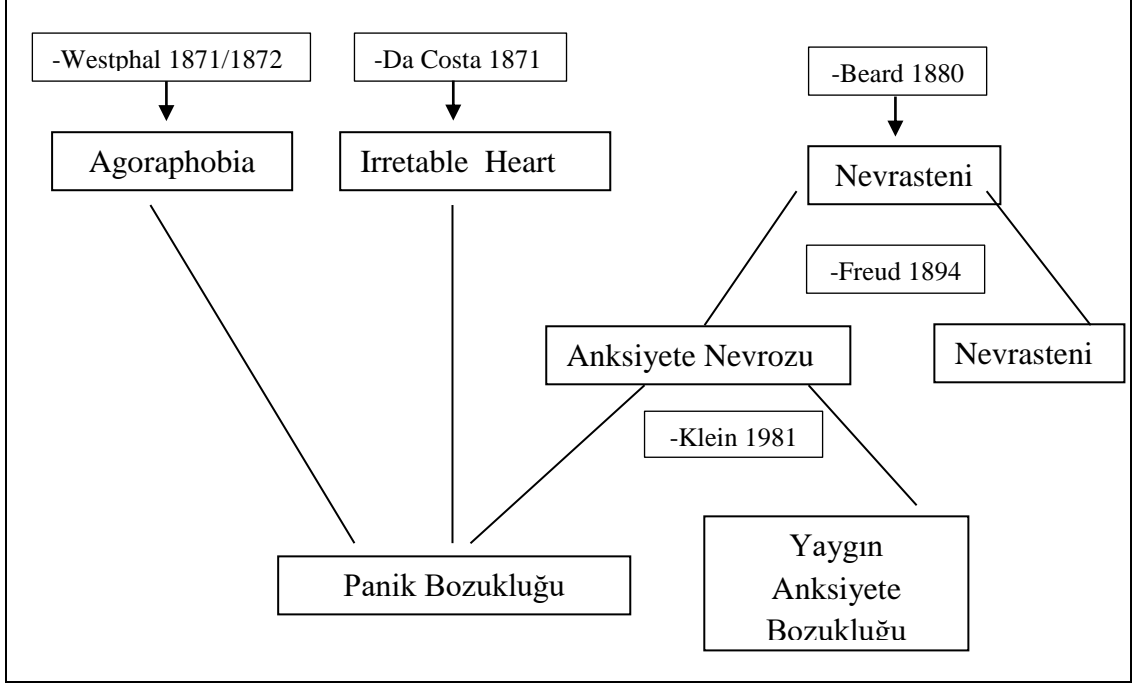 -Westphal 1871/1872
-Da Costa 1871
-Beard 1880
Agoraphobia
Irretable Heart
Nevrasteni
-Freud 1894
Anksiyete Nevrozu
Nevrasteni
-Klein 1981
Panik Bozukluğu
Yaygın
Anksiyete
Bozukluğu